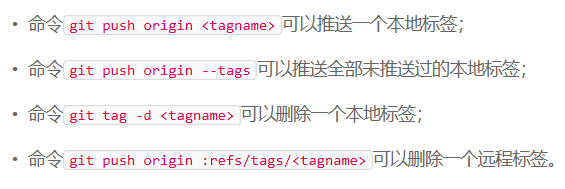 • 命令git push origin <tagname>可以推送一个本地标签；
• 命令git push origin --tags可以推送全部未推送过的本地标签；
• 命令git tag -d <tagname>可以删除一个本地标签；
• 命令git push origin :refs/tags/<tagname>可以删除一个远程标签。